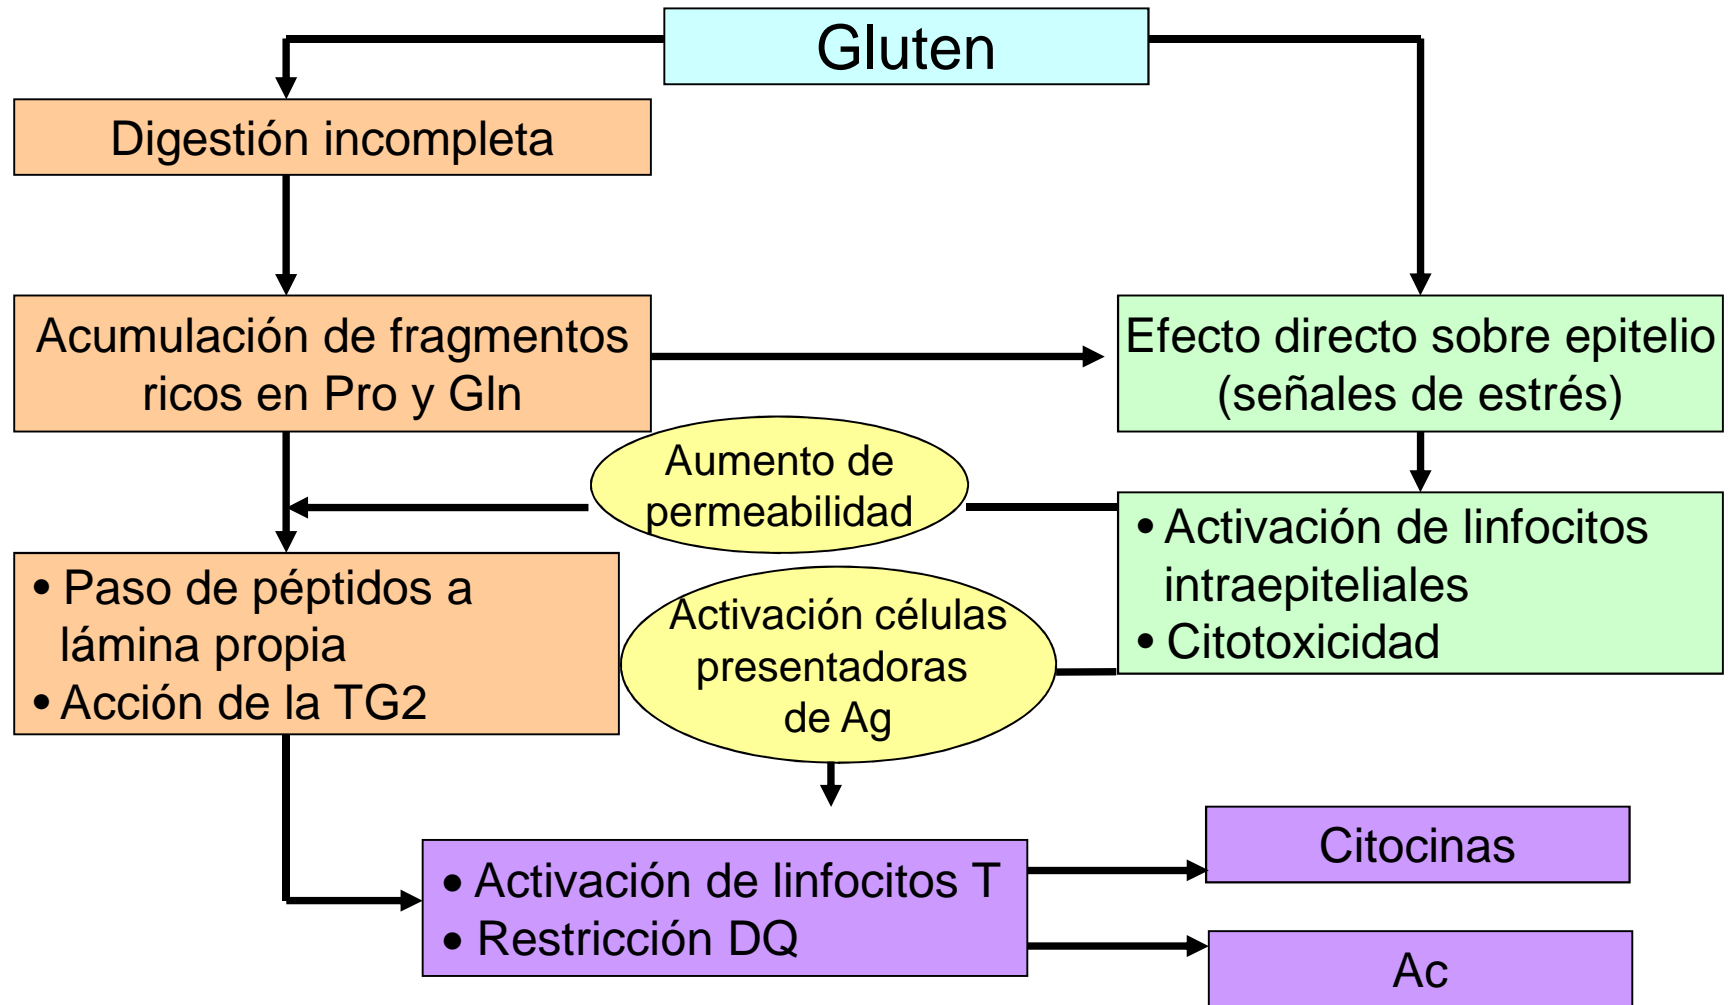 Gluten
Digestión incompleta
Acumulación de fragmentos
ricos en Pro y Gln
Efecto directo sobre epitelio
(señales de estrés)
Aumento de
permeabilidad
• Activación de linfocitos
intraepiteliales
• Citotoxicidad
• Paso de péptidos a
lámina propia
• Acción de la TG2
Activación células
presentadoras
de Ag
• Activación de linfocitos T
• Restricción DQ
Citocinas
Ac